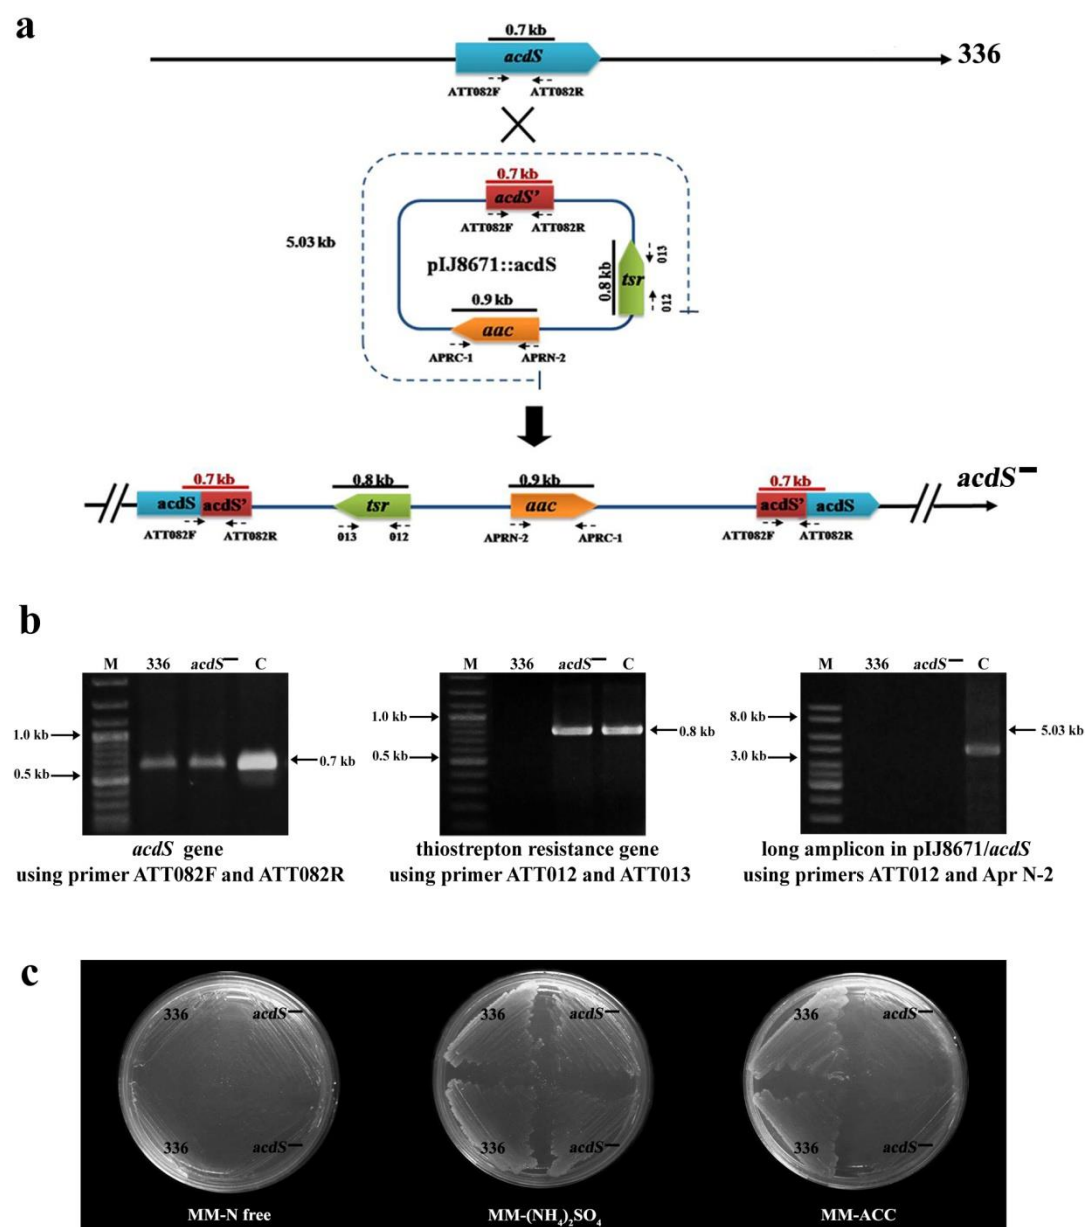 a
0.7 kb
acdS
336
ATT082F
ATT082R
0.7 kb
acdS'
ATT082F
ATT082R
5.03 kb
pIJ8671::acdS
0.8 kb
tsr
013
012
0.9 kb
aac
APRC-1
APRN-2
0.7 kb
0.8 kb
0.9 kb
0.7 kb
acdS⁻
acdS
acdS'
tsr
aac
acdS'
acdS
ATT082F
ATT082R
013
012
APRN-2
APRC-1
ATT082F
ATT082R
b
M 336 acdS⁻ C
1.0 kb
0.5 kb
0.7 kb
acdS gene
using primer ATT082F and ATT082R
M 336 acdS⁻ C
1.0 kb
0.5 kb
0.8 kb
thiostrepton resistance gene
using primer ATT012 and ATT013
M 336 acdS⁻ C
8.0 kb
3.0 kb
5.03 kb
long amplicon in pIJ8671/acdS
using primers ATT012 and Apr N-2
c
336 acdS⁻
336 acdS⁻
MM-N free
336 acdS⁻
336 acdS⁻
MM-(NH₄)₂SO₄
336 acdS⁻
336 acdS⁻
MM-ACC